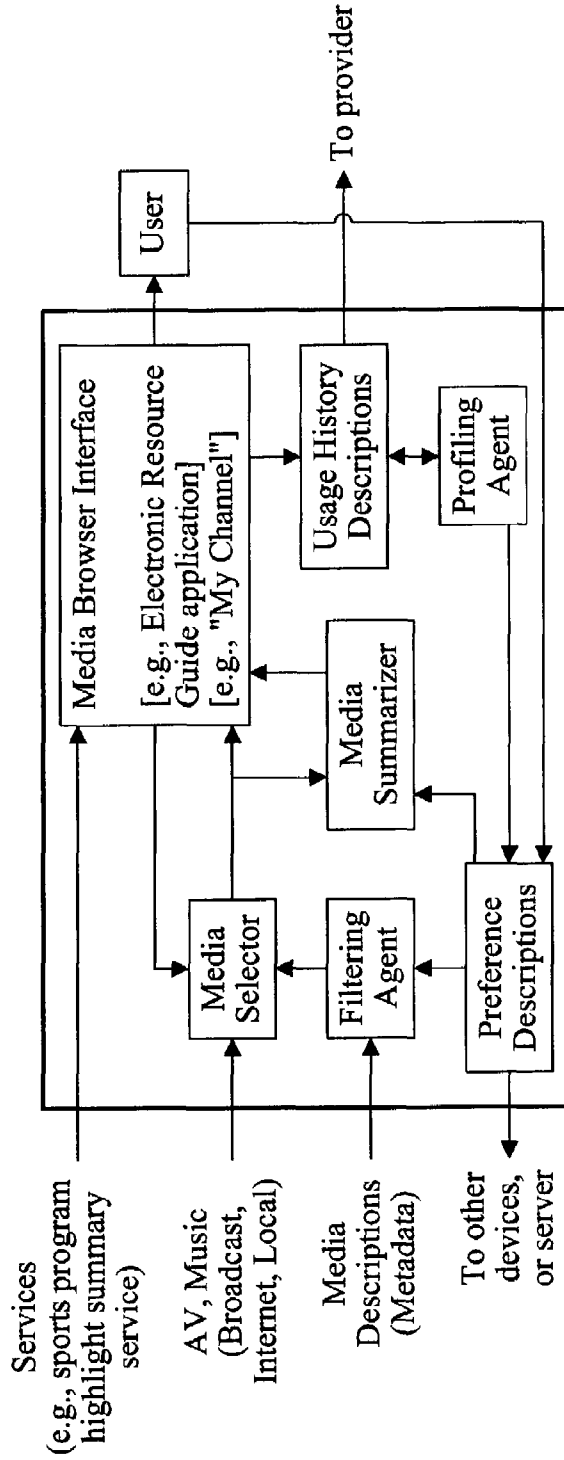 Services
(e.g., sports program
highlight summary
service)
AV, Music
(Broadcast,
Internet, Local)
Media
Descriptions
(Metadata)
To other
devices,
or server
Media Browser Interface
[e.g., Electronic Resource
Guide application]
[e.g., "My Channel"]
Media
Selector
Filtering
Agent
Preference
Descriptions
Media
Summarizer
Usage History
Descriptions
Profiling
Agent
User
To provider